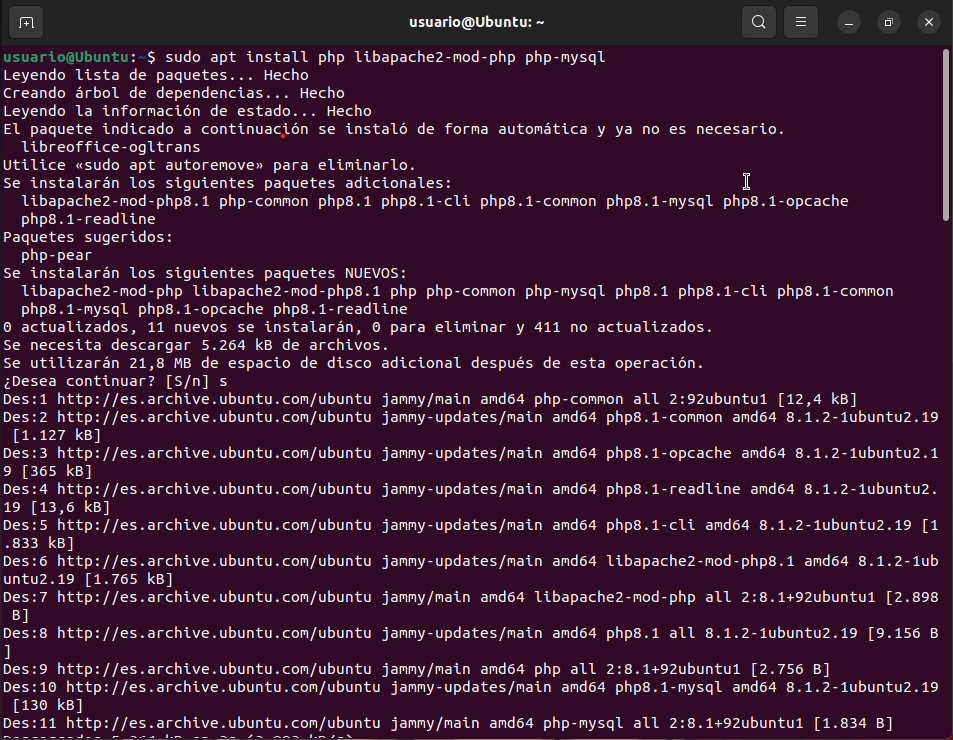 usuario@Ubuntu: ~
usuario@Ubuntu:~$ sudo apt install php libapache2-mod-php php-mysql
Leyendo lista de paquetes... Hecho
Creando árbol de dependencias... Hecho
Leyendo la información de estado... Hecho
El paquete indicado a continuación se instaló de forma automática y ya no es necesario.
  libreoffice-ogltrans
Utilice «sudo apt autoremove» para eliminarlo.
Se instalarán los siguientes paquetes adicionales:
  libapache2-mod-php8.1 php-common php8.1 php8.1-cli php8.1-common php8.1-mysql php8.1-opcache
  php8.1-readline
Paquetes sugeridos:
  php-pear
Se instalarán los siguientes paquetes NUEVOS:
  libapache2-mod-php libapache2-mod-php8.1 php php-common php-mysql php8.1 php8.1-cli php8.1-common
  php8.1-mysql php8.1-opcache php8.1-readline
0 actualizados, 11 nuevos se instalarán, 0 para eliminar y 411 no actualizados.
Se necesita descargar 5.264 kB de archivos.
Se utilizarán 21,8 MB de espacio de disco adicional después de esta operación.
¿Desea continuar? [S/n] s
Des:1 http://es.archive.ubuntu.com/ubuntu jammy/main amd64 php-common all 2:92ubuntu1 [12,4 kB]
Des:2 http://es.archive.ubuntu.com/ubuntu jammy-updates/main amd64 php8.1-common amd64 8.1.2-1ubuntu2.19
 [1.127 kB]
Des:3 http://es.archive.ubuntu.com/ubuntu jammy-updates/main amd64 php8.1-opcache amd64 8.1.2-1ubuntu2.1
9 [365 kB]
Des:4 http://es.archive.ubuntu.com/ubuntu jammy-updates/main amd64 php8.1-readline amd64 8.1.2-1ubuntu2.
19 [13,6 kB]
Des:5 http://es.archive.ubuntu.com/ubuntu jammy-updates/main amd64 php8.1-cli amd64 8.1.2-1ubuntu2.19 [1
.833 kB]
Des:6 http://es.archive.ubuntu.com/ubuntu jammy-updates/main amd64 libapache2-mod-php8.1 amd64 8.1.2-1ub
untu2.19 [1.765 kB]
Des:7 http://es.archive.ubuntu.com/ubuntu jammy/main amd64 libapache2-mod-php all 2:8.1+92ubuntu1 [2.898
 B]
Des:8 http://es.archive.ubuntu.com/ubuntu jammy-updates/main amd64 php8.1 all 8.1.2-1ubuntu2.19 [9.156 B
]
Des:9 http://es.archive.ubuntu.com/ubuntu jammy/main amd64 php all 2:8.1+92ubuntu1 [2.756 B]
Des:10 http://es.archive.ubuntu.com/ubuntu jammy-updates/main amd64 php8.1-mysql amd64 8.1.2-1ubuntu2.19
 [130 kB]
Des:11 http://es.archive.ubuntu.com/ubuntu jammy/main amd64 php-mysql all 2:8.1+92ubuntu1 [1.834 B]